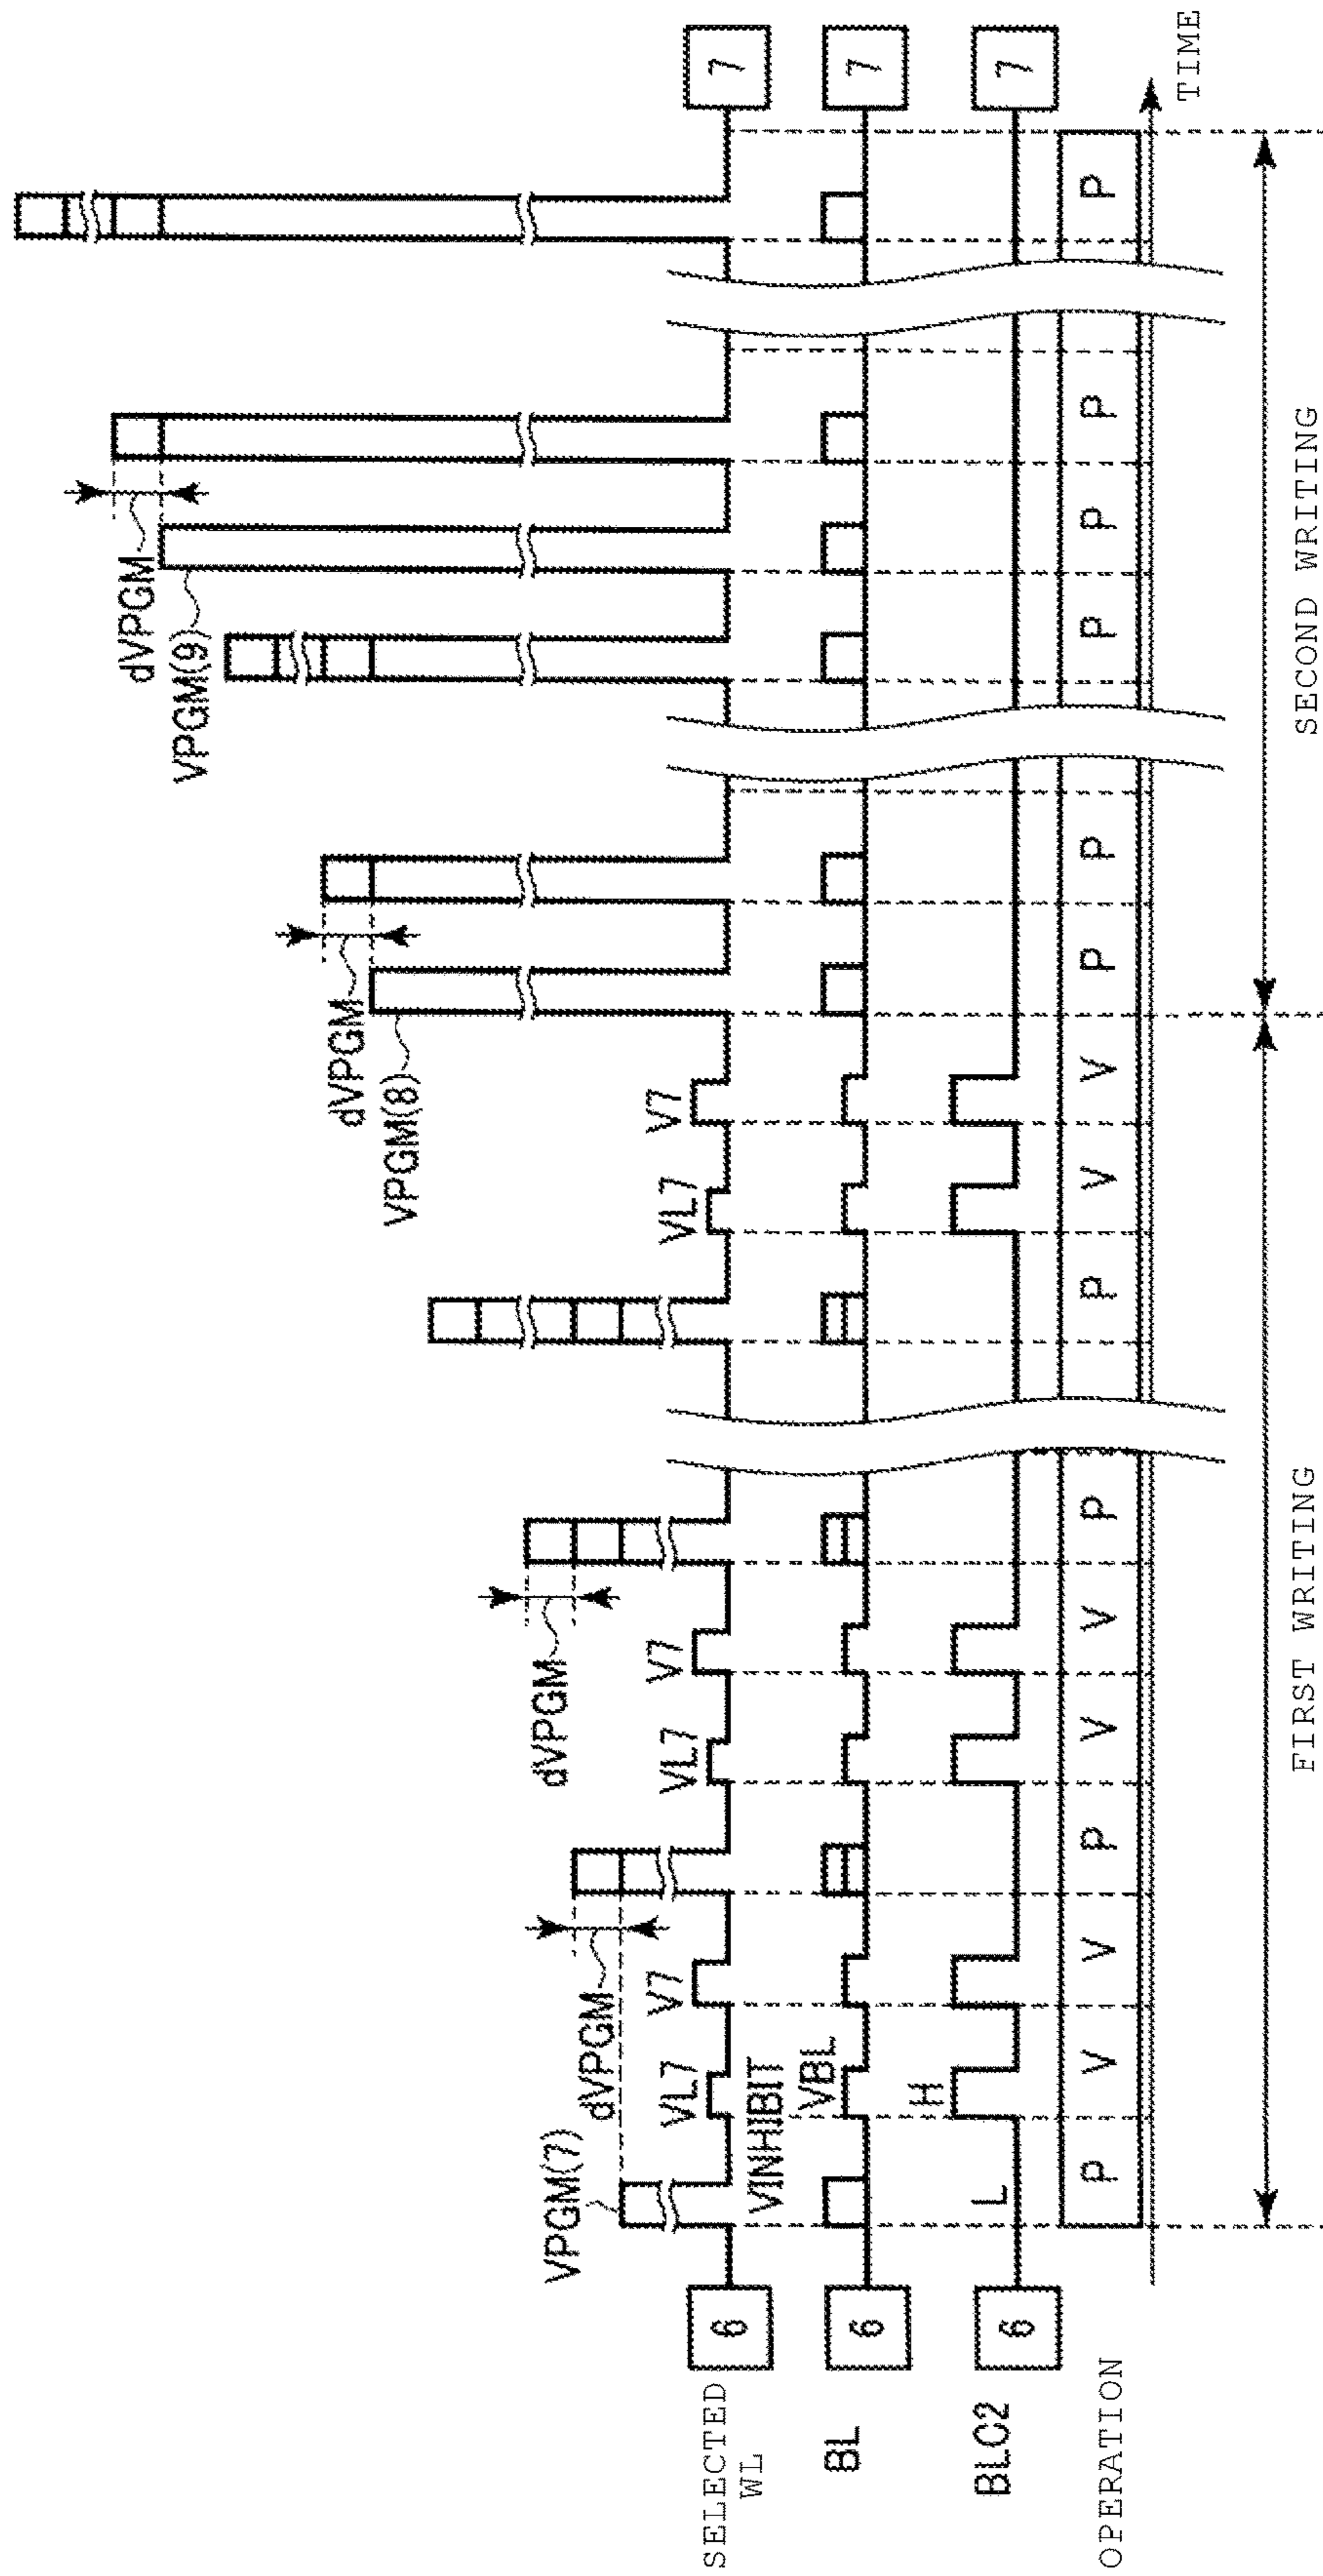 VPGM(7)
dVPGM
dVPGM
VPGM(8)
dVPGM
VPGM(9)
dVPGM
SELECTED
WL
6
VL7
V7
VL7
V7
VL7
V7
7
VINHIBIT
BL
6
VBL
7
BLC2
6
L
H
7
OPERATION
P V V P V V P P V V P P P P P P
TIME
FIRST WRITING
SECOND WRITING